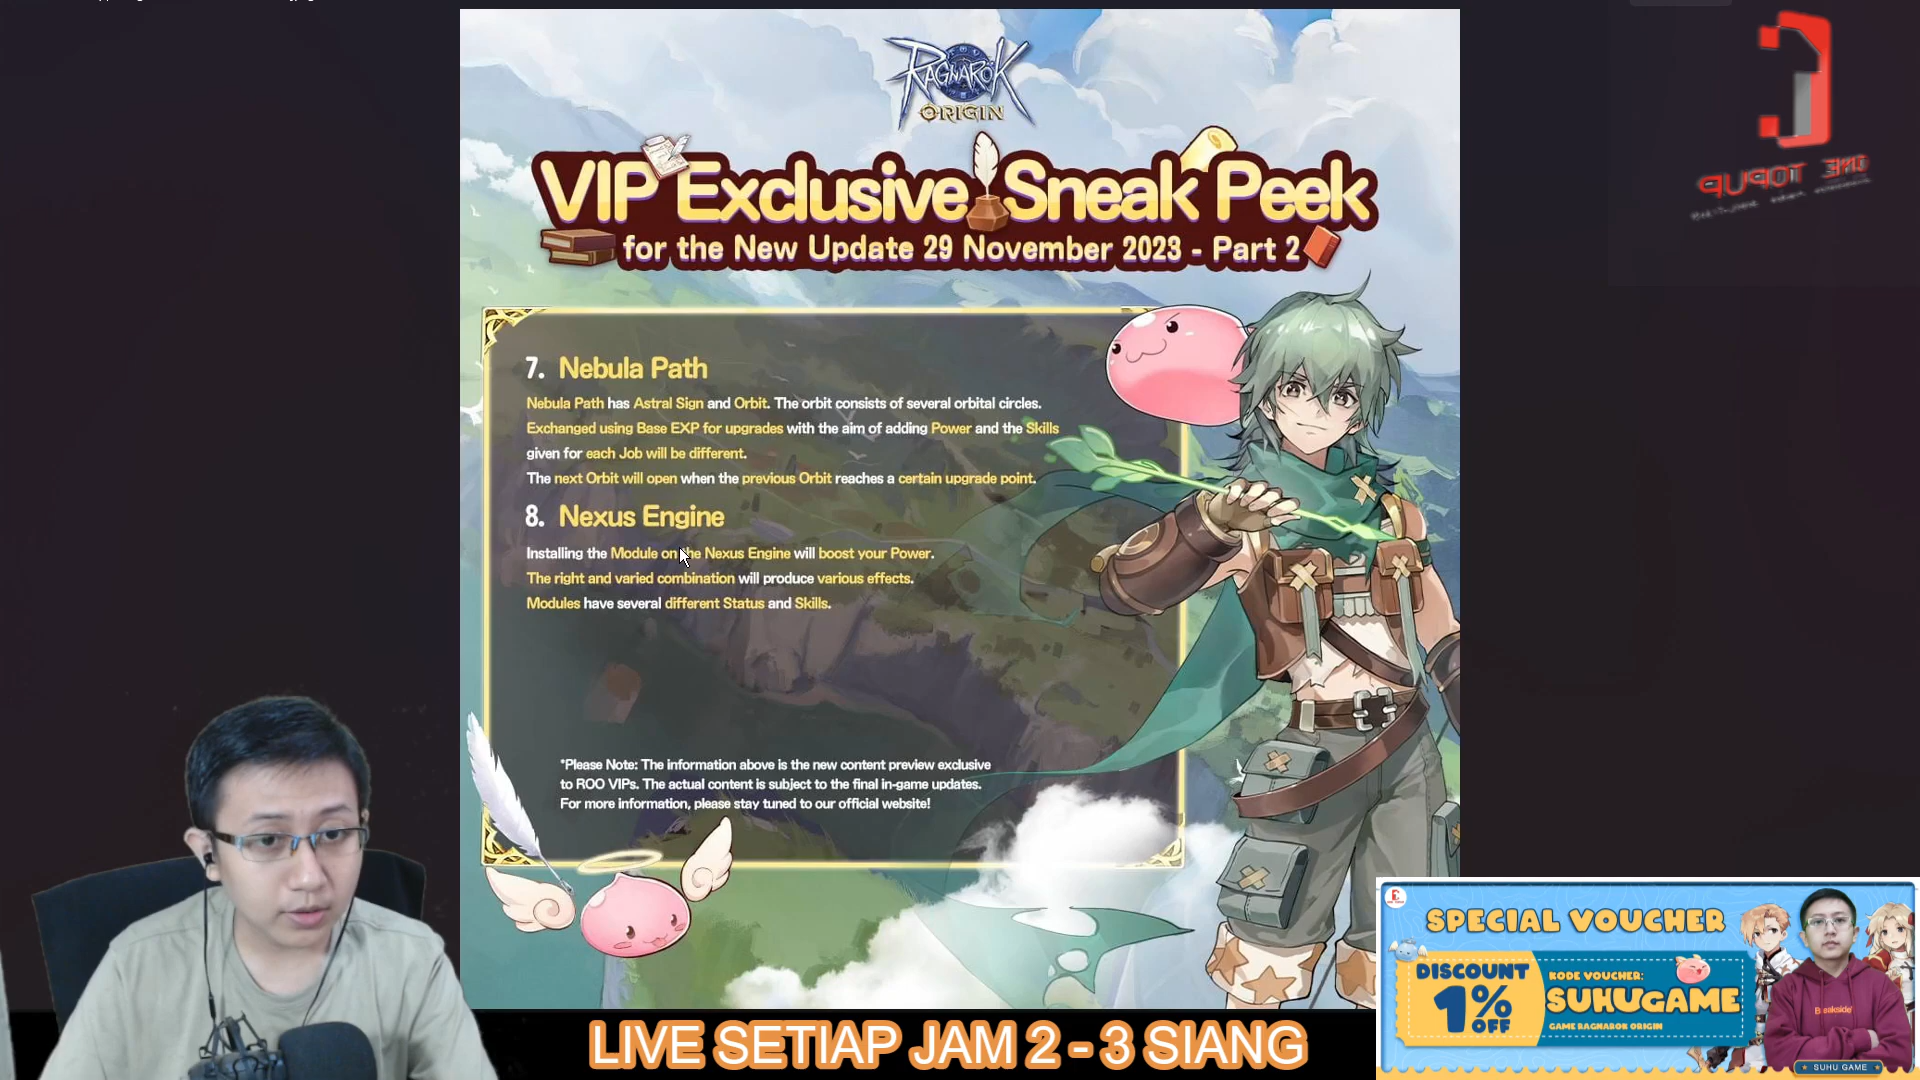 RAGNAROK
ORIGIN
VIP Exclusive Sneak Peek
for the New Update 29 November 2023 - Part 2
7. Nebula Path
Nebula Path has Astral Sign and Orbit. The orbit consists of several orbital circles.
Exchanged using Base EXP for upgrades with the aim of adding Power and the Skills
given for each Job will be different.
The next Orbit will open when the previous Orbit reaches a certain upgrade point.
8. Nexus Engine
Installing the Module on the Nexus Engine will boost your Power.
The right and varied combination will produce various effects.
Modules have several different Status and Skills.
*Please Note: The information above is the new content preview exclusive
to ROO VIPs. The actual content is subject to the final in-game updates.
For more information, please stay tuned to our official website!
LIVE SETIAP JAM 2 - 3 SIANG
SPECIAL VOUCHER
DISCOUNT
1% OFF
KODE VOUCHER:
SUHUGAME
GAME RAGNAROK ORIGIN
SUHU GAME